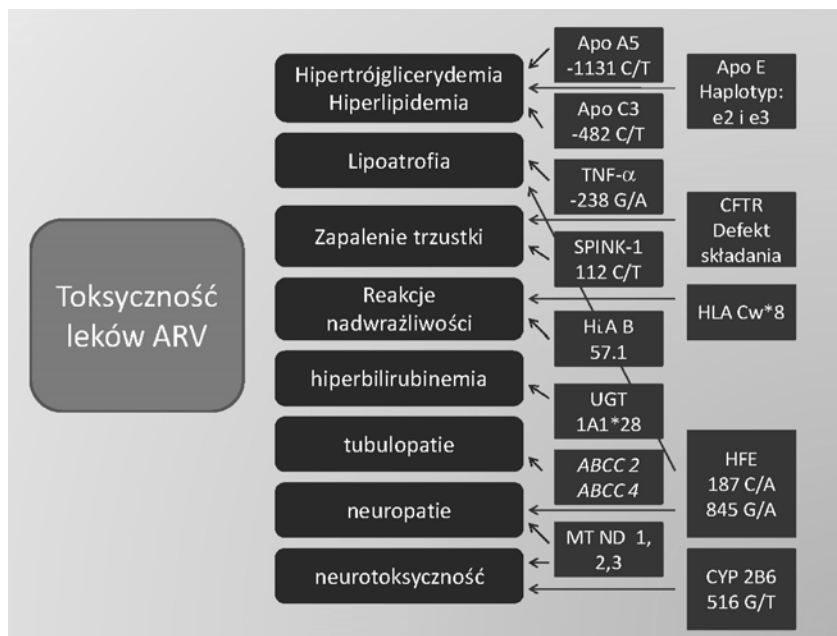 Toksyczność
leków ARV
Hipertrójglicerydemia
Hiperlipidemia
Lipoatrofia
Zapalenie trzustki
Reakcje
nadwrażliwości
hiperbilirubinemia
tubulopatie
neuropatie
neurotoksyczność
Apo A5
-1131 C/T
Apo C3
-482 C/T
TNF-α
-238 G/A
SPINK-1
112 C/T
HLA B
57.1
UGT
1A1*28
ABCC 2
ABCC 4
MT ND 1,
2,3
Apo E
Haplotyp:
e2 i e3
CFTR
Defekt
składania
HLA Cw*8
HFE
187 C/A
845 G/A
CYP 2B6
516 G/T